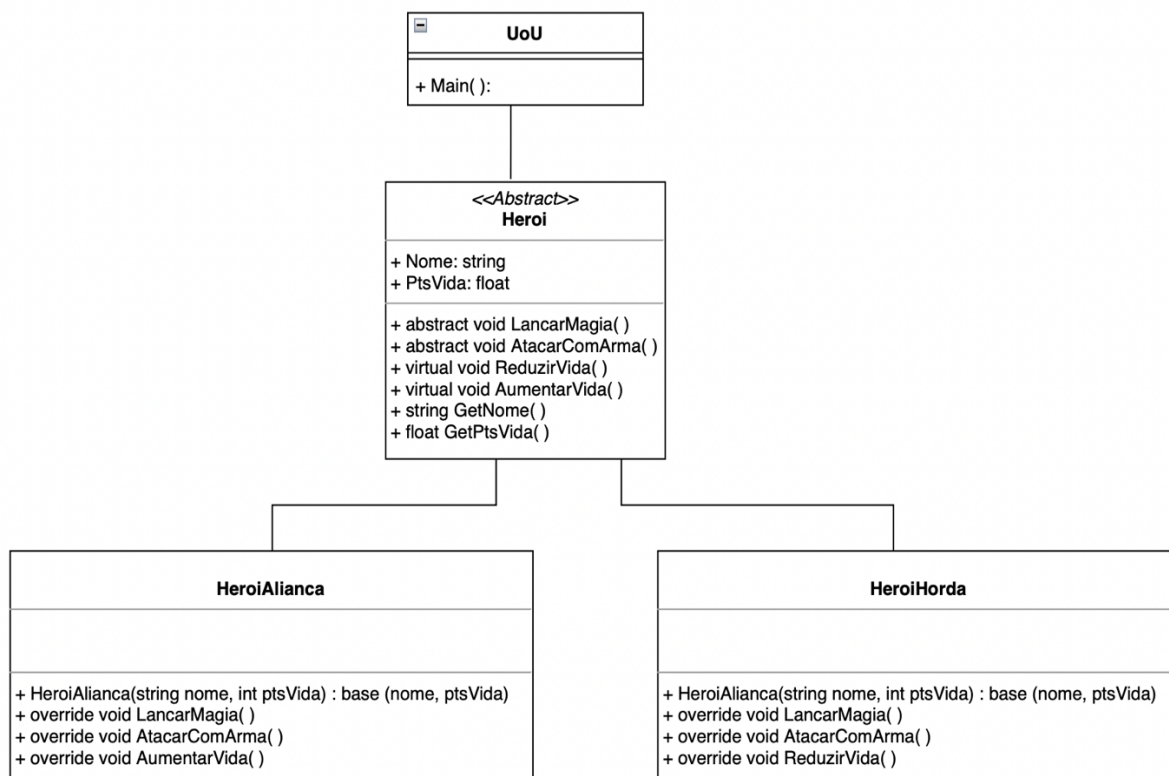 UoU
+ Main( ):
<<Abstract>>
Heroi
+ Nome: string
+ PtsVida: float
+ abstract void LancarMagia( )
+ abstract void AtacarComArma( )
+ virtual void ReduzirVida( )
+ virtual void AumentarVida( )
+ string GetNome( )
+ float GetPtsVida( )
HeroiAlianca
+ HeroiAlianca(string nome, int ptsVida) : base (nome, ptsVida)
+ override void LancarMagia( )
+ override void AtacarComArma( )
+ override void AumentarVida( )
HeroiHorda
+ HeroiAlianca(string nome, int ptsVida) : base (nome, ptsVida)
+ override void LancarMagia( )
+ override void AtacarComArma( )
+ override void ReduzirVida( )